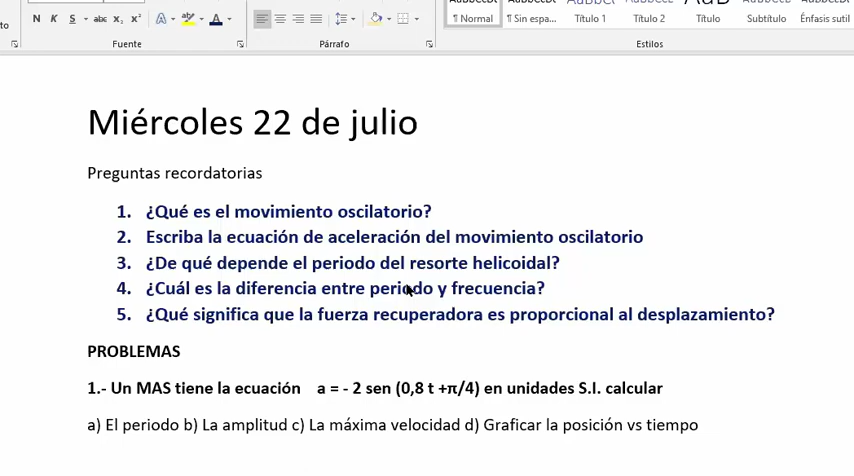 N K S abc x₂ x² A aby A
Fuente
Párrafo
¶ Normal ¶ Sin espa... Título 1 Título 2 Título Subtítulo Énfasis sutil
Estilos
Miércoles 22 de julio
Preguntas recordatorias
1. ¿Qué es el movimiento oscilatorio?
2. Escriba la ecuación de aceleración del movimiento oscilatorio
3. ¿De qué depende el periodo del resorte helicoidal?
4. ¿Cuál es la diferencia entre periodo y frecuencia?
5. ¿Qué significa que la fuerza recuperadora es proporcional al desplazamiento?
PROBLEMAS
1.- Un MAS tiene la ecuación a = - 2 sen (0,8 t +π/4) en unidades S.I. calcular
a) El periodo b) La amplitud c) La máxima velocidad d) Graficar la posición vs tiempo